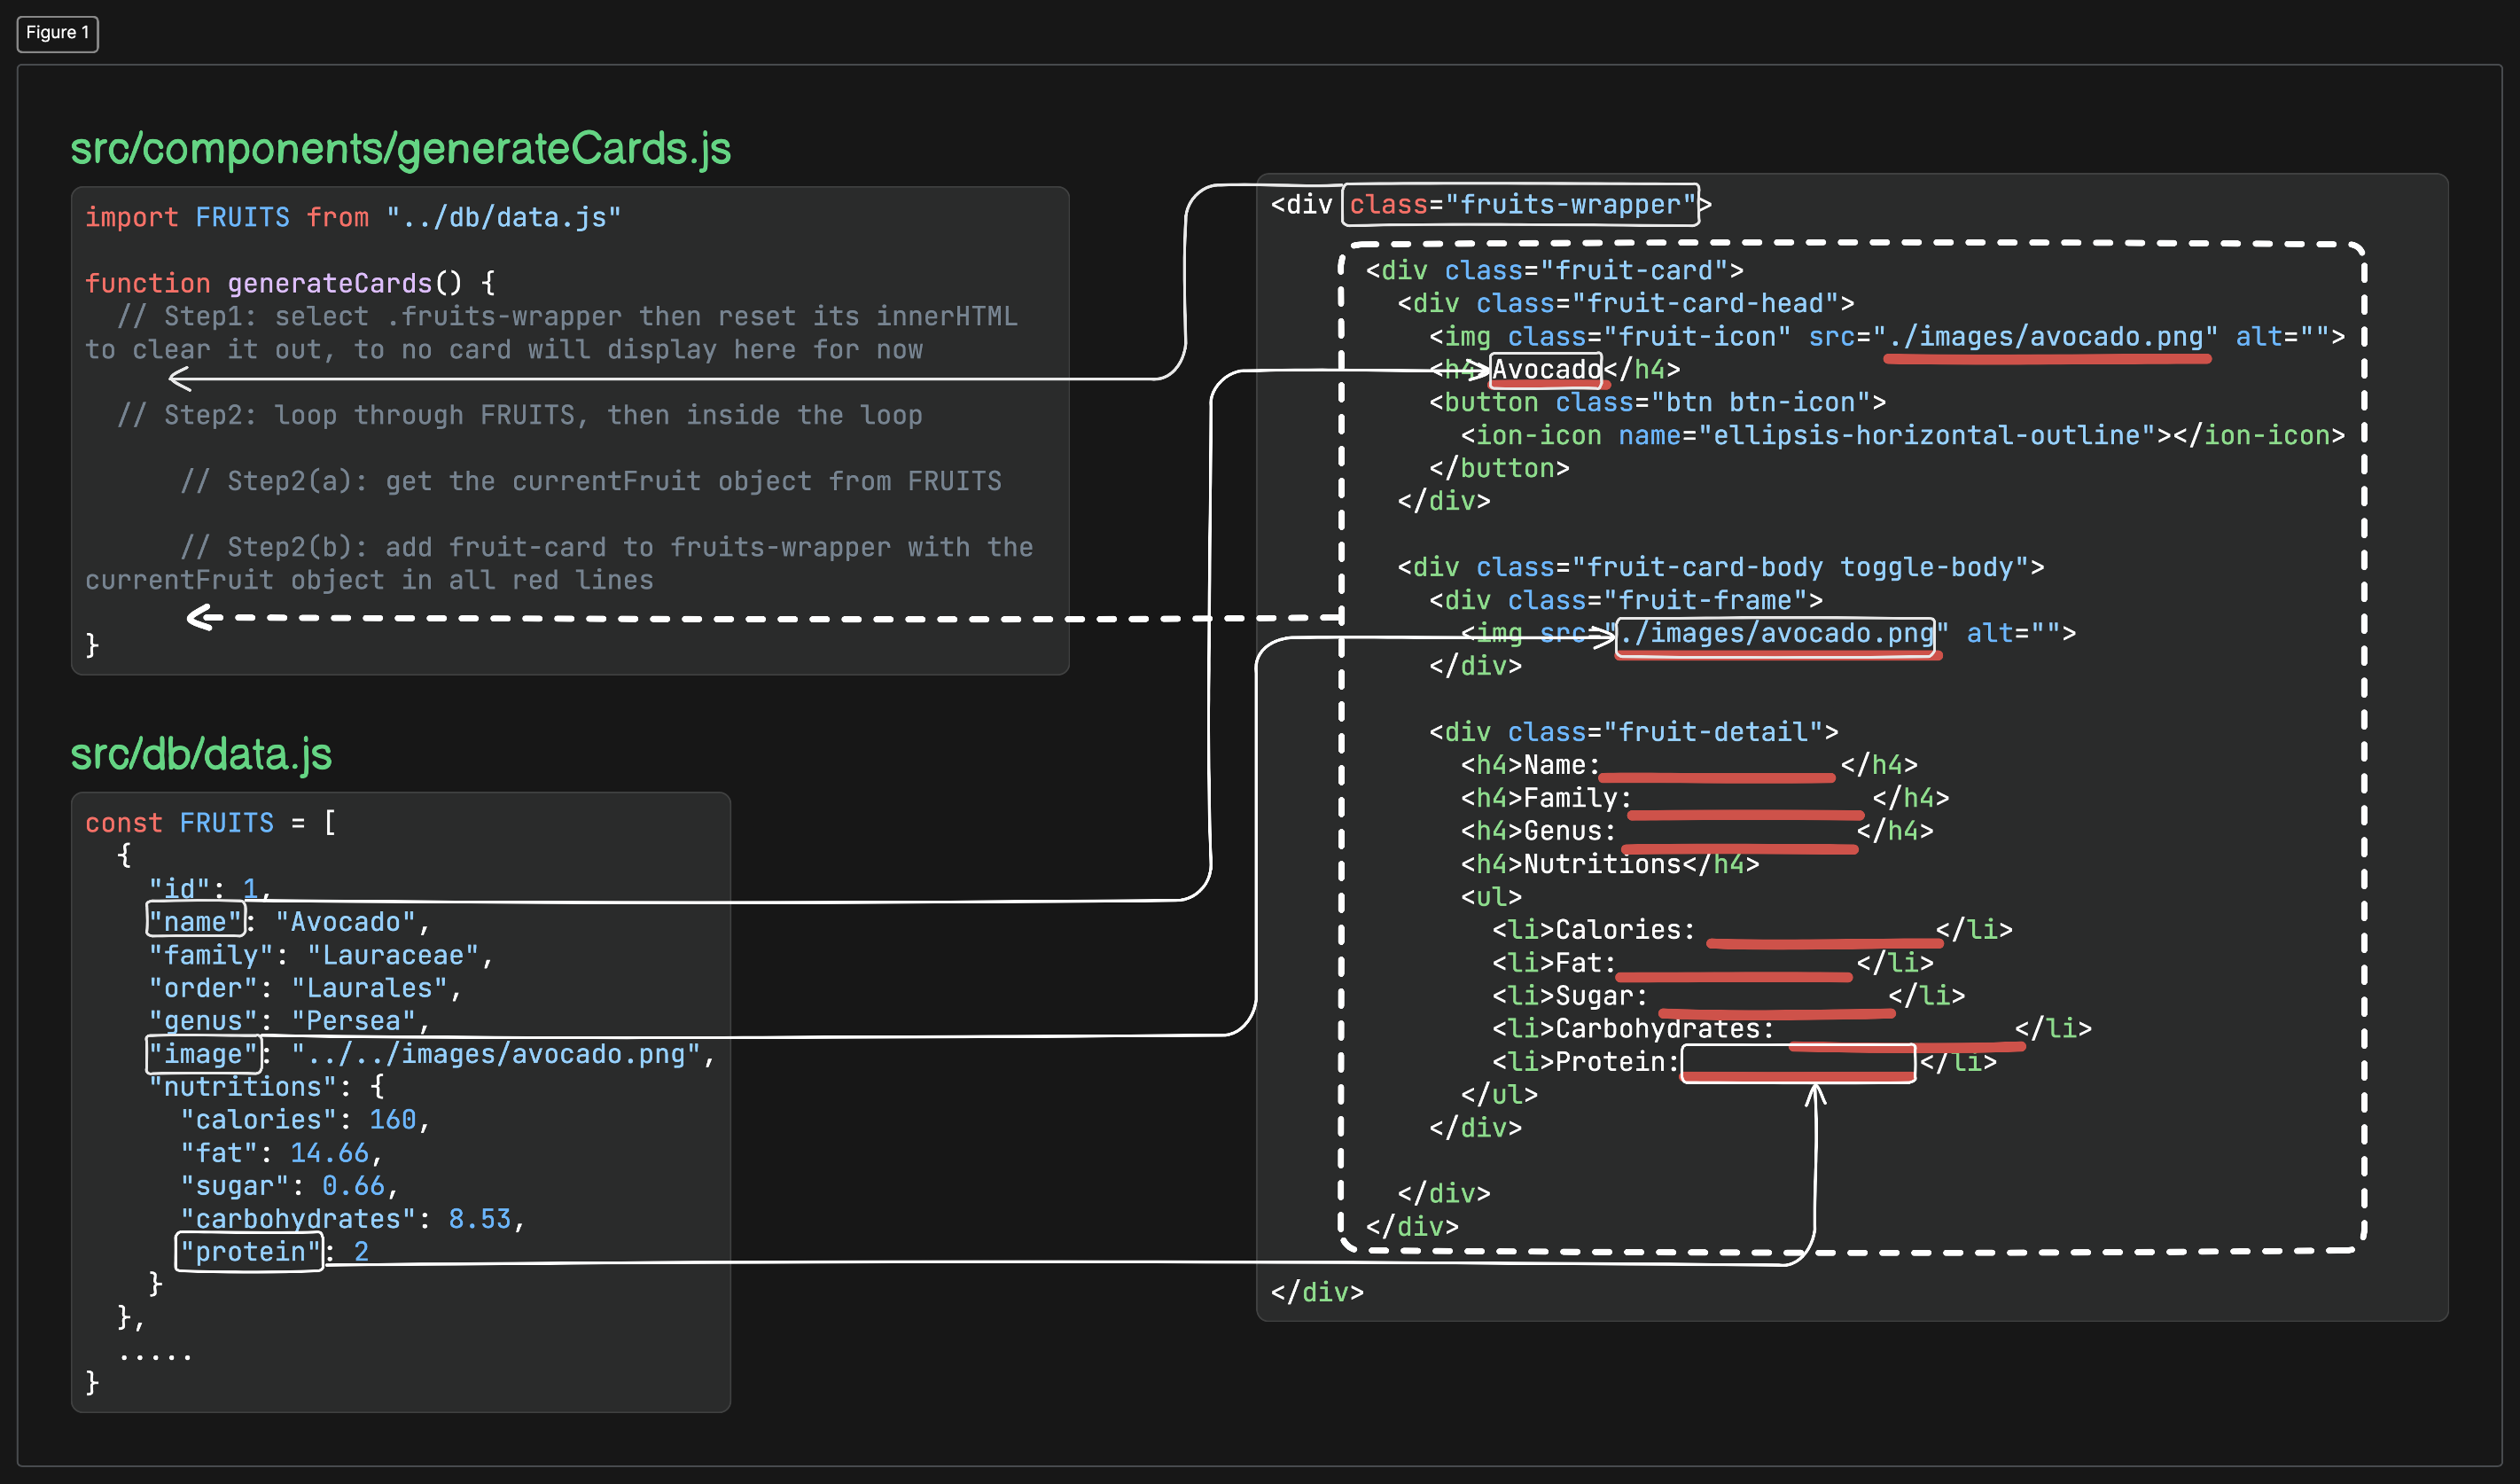 Figure 1
src/components/generateCards.js
import FRUITS from "../db/data.js"
function generateCards() {
// Step1: select .fruits-wrapper then reset its innerHTML
to clear it out, to no card will display here for now
// Step2: loop through FRUITS, then inside the loop
// Step2(a): get the currentFruit object from FRUITS
// Step2(b): add fruit-card to fruits-wrapper with the
currentFruit object in all red lines
}
src/db/data.js
const FRUITS = [
{
"id": 1,
"name": "Avocado",
"family": "Lauraceae",
"order": "Laurales",
"genus": "Persea",
"image": "../../images/avocado.png",
"nutritions": {
"calories": 160,
"fat": 14.66,
"sugar": 0.66,
"carbohydrates": 8.53,
"protein": 2
}
},
.....
}
<div class="fruits-wrapper">
<div class="fruit-card">
<div class="fruit-card-head">
<img class="fruit-icon" src="./images/avocado.png" alt="">
<h4>Avocado</h4>
<button class="btn btn-icon">
<ion-icon name="ellipsis-horizontal-outline"></ion-icon>
</button>
</div>
<div class="fruit-card-body toggle-body">
<div class="fruit-frame">
<img src="./images/avocado.png" alt="">
</div>
<div class="fruit-detail">
<h4>Name: </h4>
<h4>Family: </h4>
<h4>Genus: </h4>
<h4>Nutritions</h4>
<ul>
<li>Calories: </li>
<li>Fat: </li>
<li>Sugar: </li>
<li>Carbohydrates: </li>
<li>Protein: </li>
</ul>
</div>
</div>
</div>
</div>